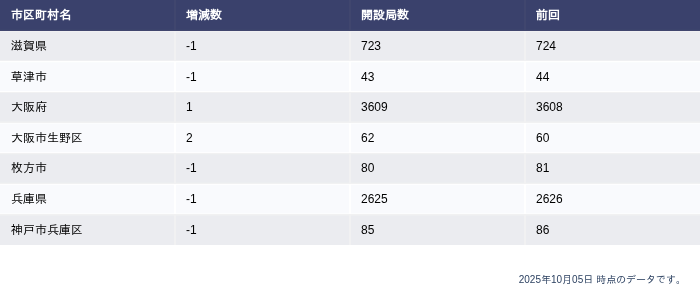 市区町村名 増減数 開設局数 前回
滋賀県 -1 723 724
草津市 -1 43 44
大阪府 1 3609 3608
大阪市生野区 2 62 60
枚方市 -1 80 81
兵庫県 -1 2625 2626
神戸市兵庫区 -1 85 86
2025年10月05日 時点のデータです。